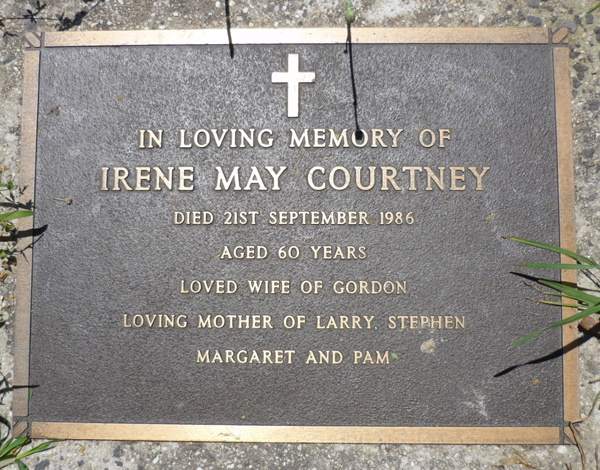 IN LOVING MEMORY OF
IRENE MAY COURTNEY
DIED 21ST SEPTEMBER 1986
AGED 60 YEARS
LOVED WIFE OF GORDON
LOVING MOTHER OF LARRY, STEPHEN
MARGARET AND PAM